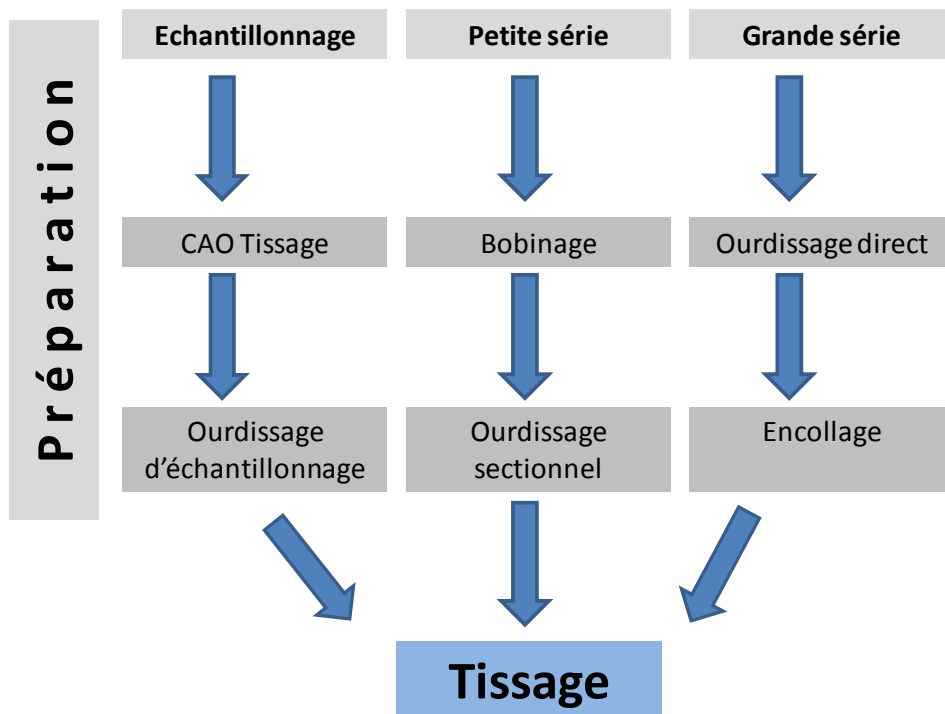 Préparation
Echantillonnage
Petite série
Grande série
CAO Tissage
Bobinage
Ourdissage direct
Ourdissage
d'échantillonnage
Ourdissage
sectionnel
Encollage
Tissage